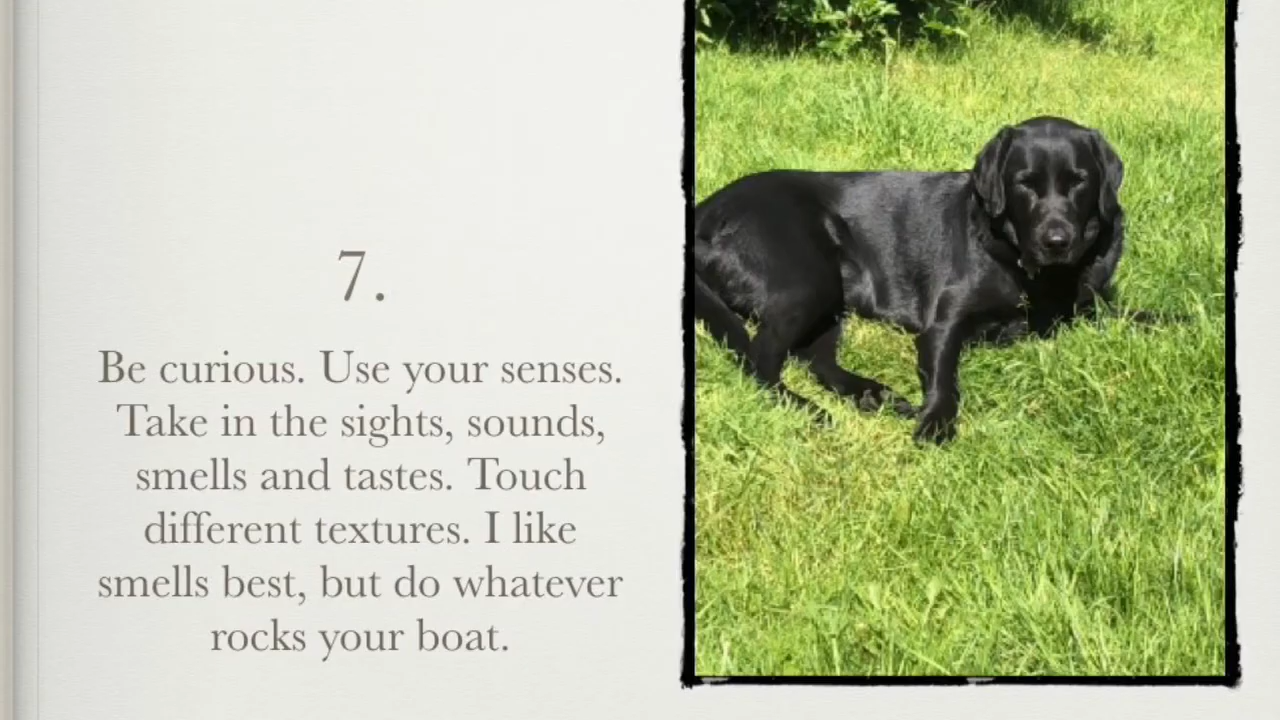 7.
Be curious. Use your senses.
Take in the sights, sounds,
smells and tastes. Touch
different textures. I like
smells best, but do whatever
rocks your boat.